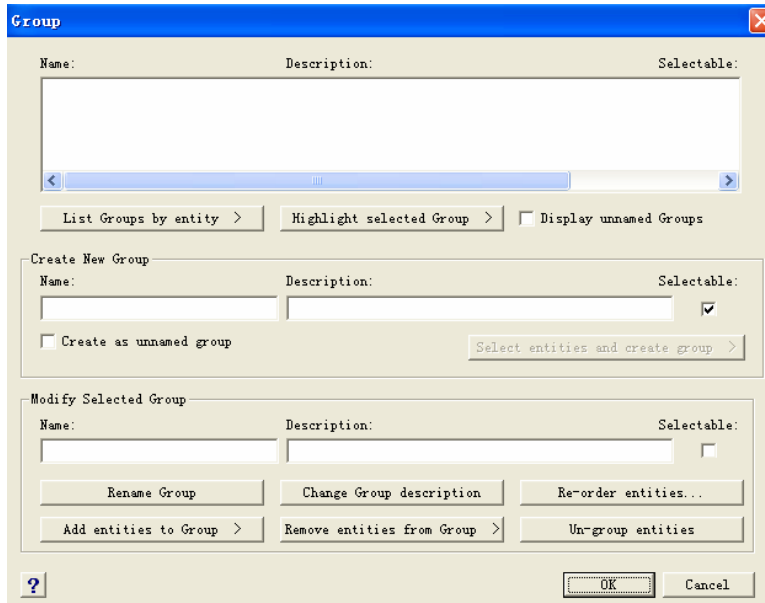 Group
Name: Description: Selectable:
List Groups by entity > Highlight selected Group > Display unnamed Groups
Create New Group
Name: Description: Selectable:
Create as unnamed group Select entities and create group >
Modify Selected Group
Name: Description: Selectable:
Rename Group Change Group description Re-order entities...
Add entities to Group > Remove entities from Group > Un-group entities
? OK Cancel